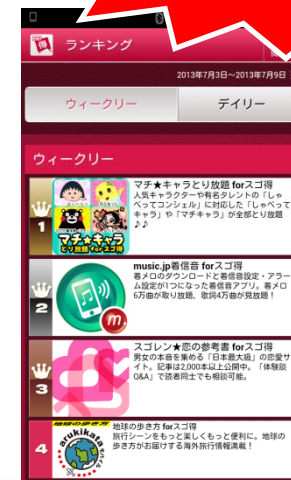 得
ランキング
2013年7月3日～2013年7月9日
ウィークリー
デイリー
ウィークリー
マチ★キャラとり放題 forスゴ得
人気キャラクターや有名タレントの「しゃ
べってコンシェル」に対応した「しゃべって
キャラ」や「マチキャラ」が全部とり放題
♪♪
1
マチ★キャラ
とり放題 forスゴ得
music.jp着信音 forスゴ得
着メロのダウンロードと着信音設定・アラー
ム設定が1つになった着信音アプリ。着メロ
6万曲が取り放題、歌詞4万曲が見放題！
2
m
スゴレン★恋の参考書 forスゴ得
男女の本音を集める「日本最大級」の恋愛サ
イト。記事は2,000本以上公開中。「体験談
Q&A」で読者同士でも相談可能。
3
地球の歩き方 forスゴ得
旅行シーンをもっと楽しくもっと便利に。地球の
歩き方がお届けする海外旅行情報満載！
4
地球の歩き方
arukikata